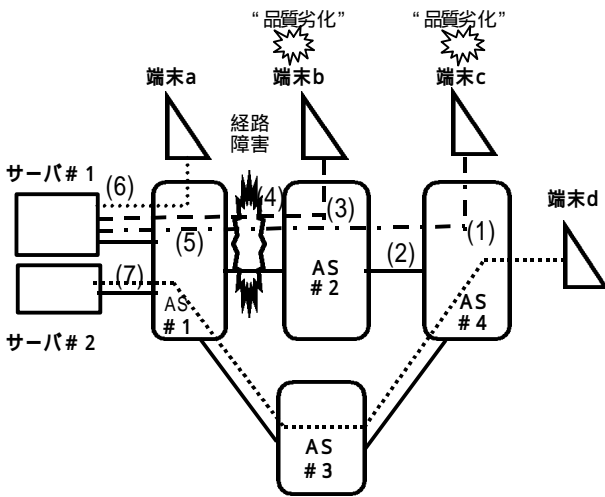 “品質劣化”
“品質劣化”
端末a
端末b
端末c
経路
障害
サーバ#1
(6)
(4)
(3)
(5)
(1)
(2)
端末d
(7)
AS
#1
AS
#2
AS
#4
サーバ#2
AS
#3